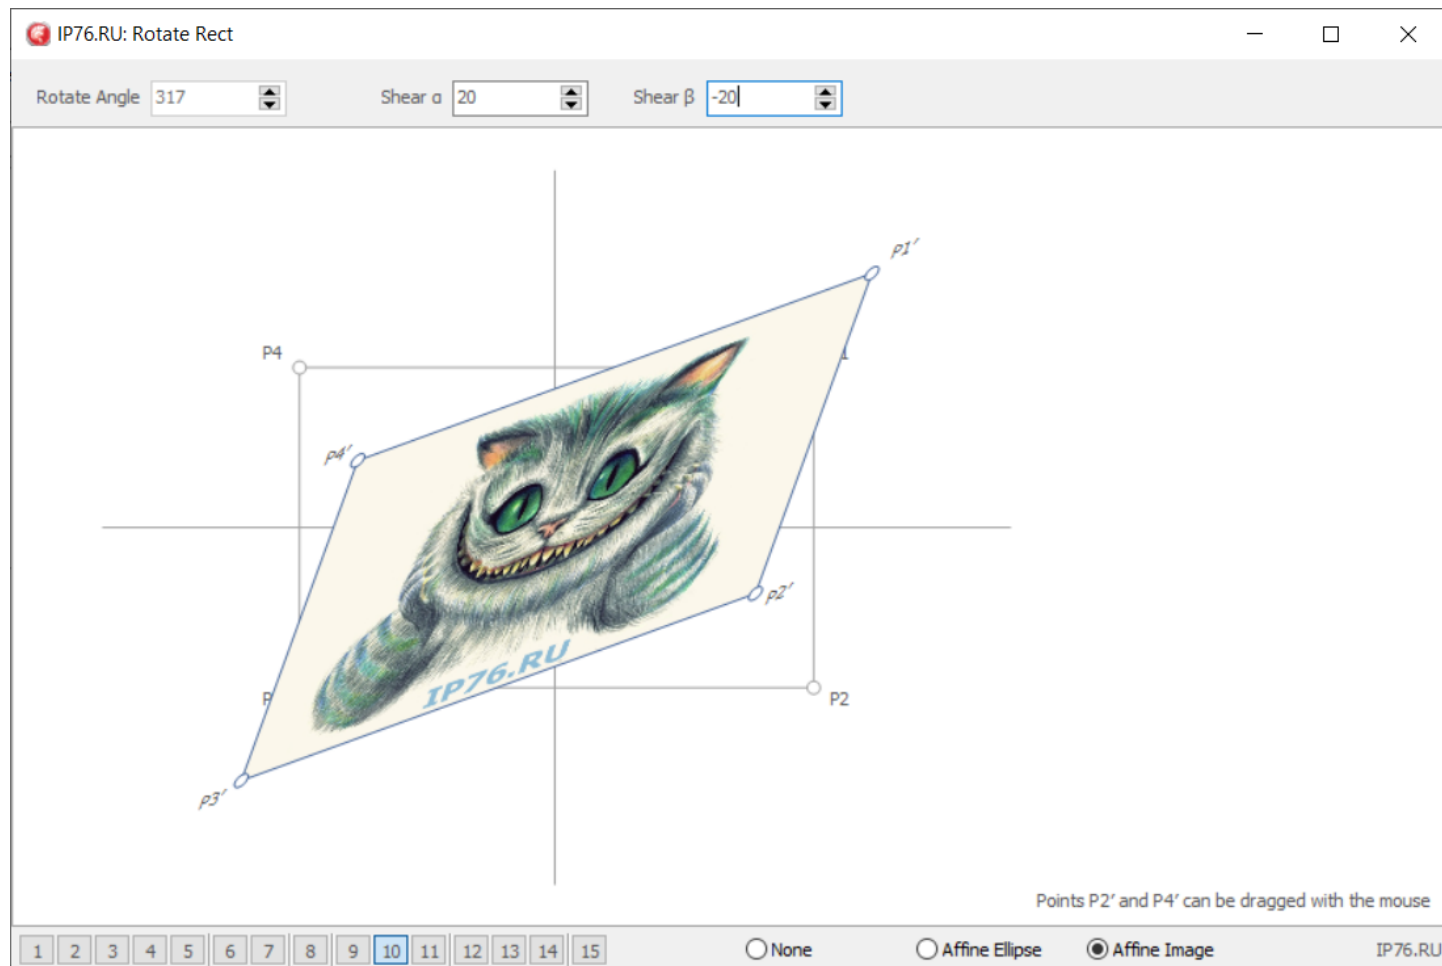 IP76.RU: Rotate Rect
Rotate Angle 317 Shear α 20 Shear β -20
P1′
P4
P4′
P2′
IP76.RU
P2
P3′
Points P2′ and P4′ can be dragged with the mouse
1 2 3 4 5 6 7 8 9 10 11 12 13 14 15 None Affine Ellipse Affine Image IP76.RU